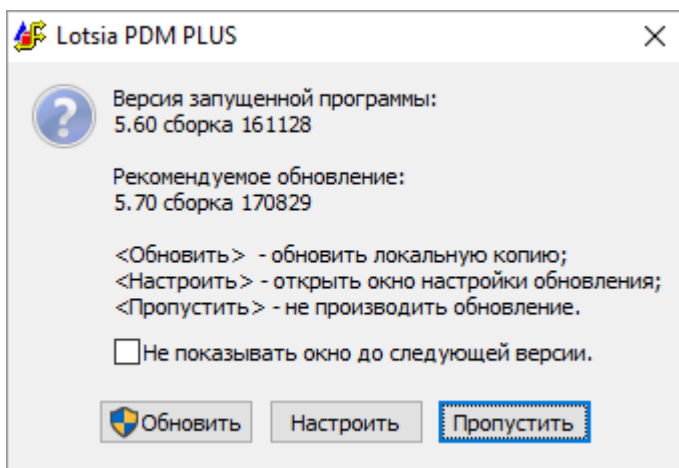 Lotsia PDM PLUS
Версия запущенной программы:
5.60 сборка 161128
Рекомендуемое обновление:
5.70 сборка 170829
<Обновить> - обновить локальную копию;
<Настроить> - открыть окно настройки обновления;
<Пропустить> - не производить обновление.
Не показывать окно до следующей версии.
Обновить Настроить Пропустить